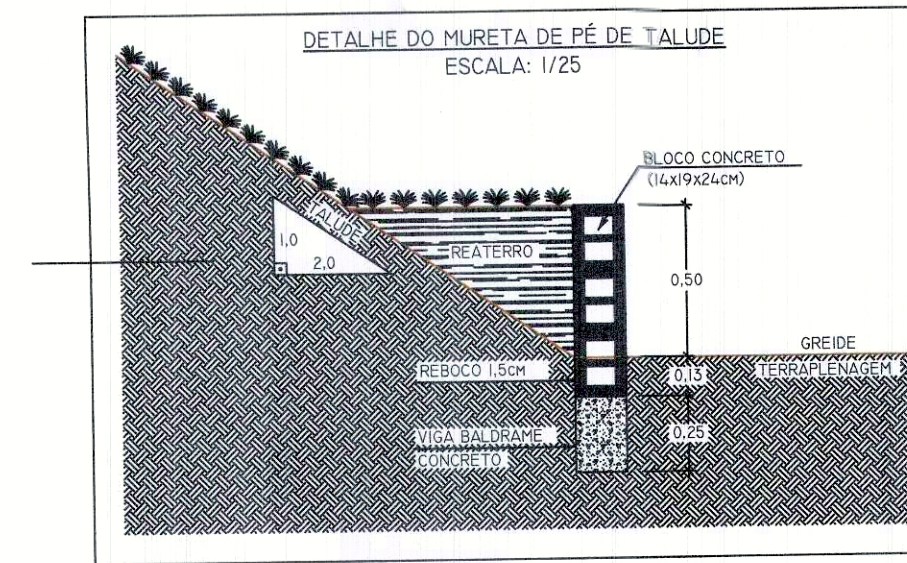 DETALHE DO MURETA DE PÉ DE TALUDE
ESCALA: 1/25
BLOCO CONCRETO
(14x19x24CM)
TALUDE
1,0
2,0
REATERRO
0,50
GREIDE
TERRAPLENAGEM
REBOCO 1,5CM
0,13
VIGA BALDRAME
CONCRETO
0,25